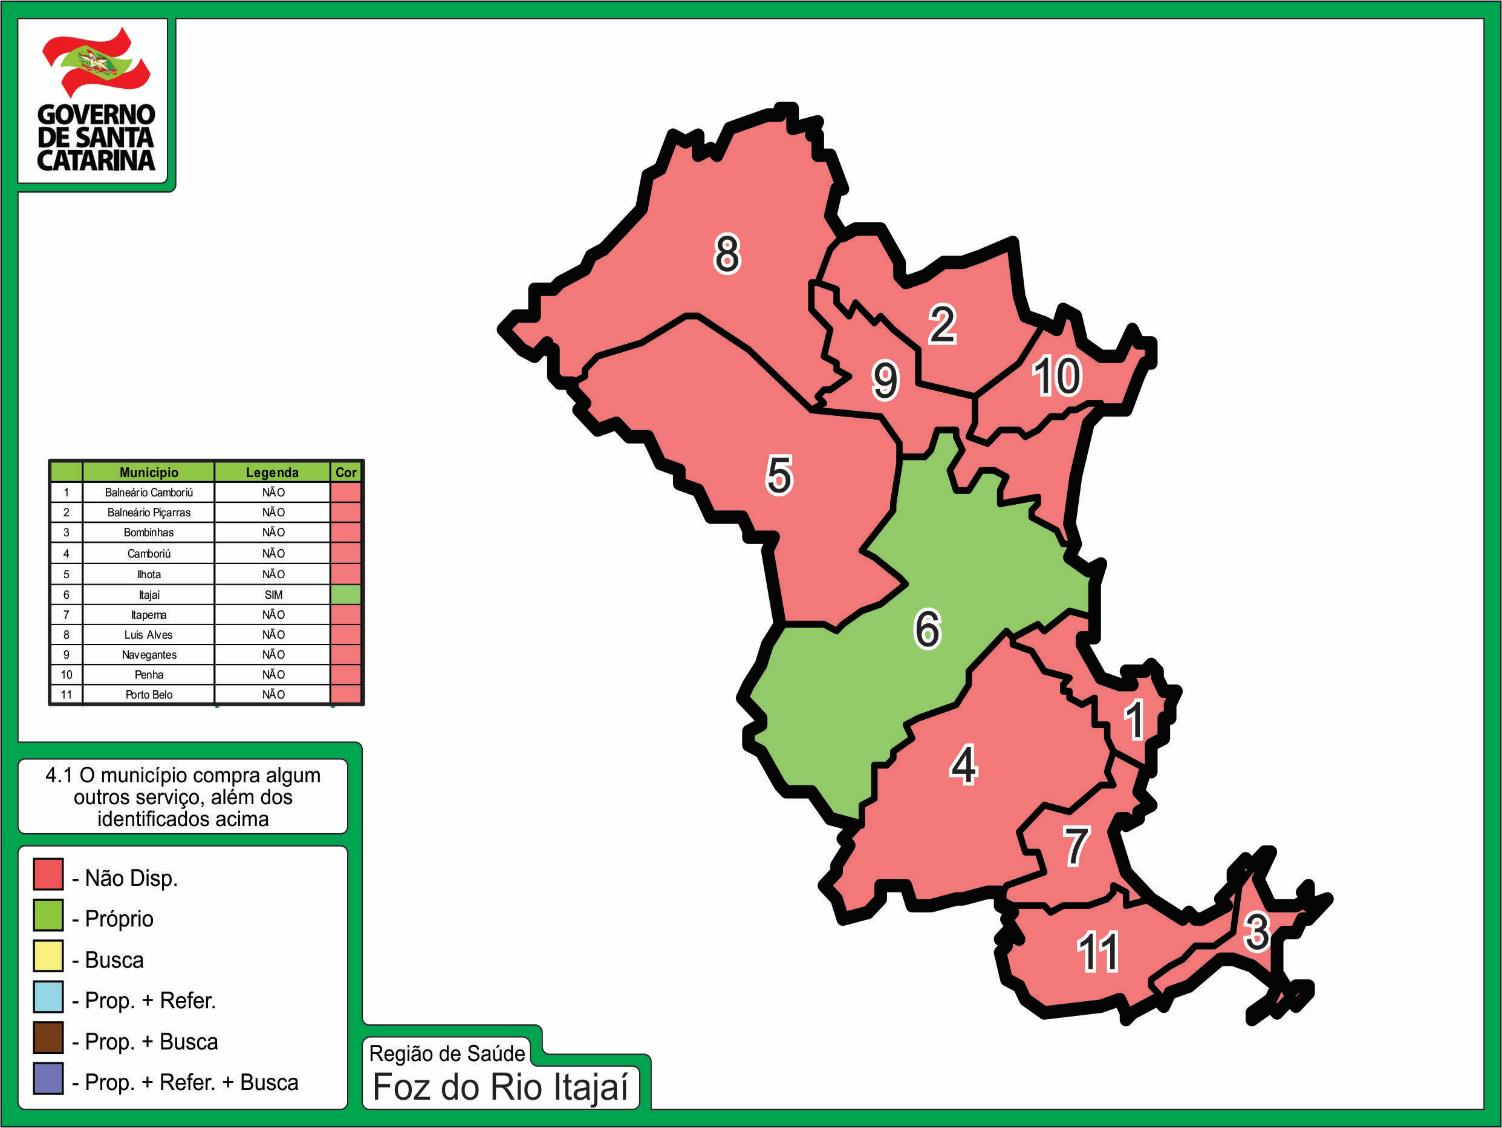 GOVERNO
DE SANTA
CATARINA
8
2
10
9
5
6
1
4
7
3
11
Município Legenda Cor
1 Balneário Camboriú NÃO
2 Balneário Piçarras NÃO
3 Bombinhas NÃO
4 Camboriú NÃO
5 Ilhota NÃO
6 Itajaí SIM
7 Itapema NÃO
8 Luis Alves NÃO
9 Navegantes NÃO
10 Penha NÃO
11 Porto Belo NÃO
4.1 O município compra algum
outros serviço, além dos
identificados acima
- Não Disp.
- Próprio
- Busca
- Prop. + Refer.
- Prop. + Busca
- Prop. + Refer. + Busca
Região de Saúde
Foz do Rio Itajaí